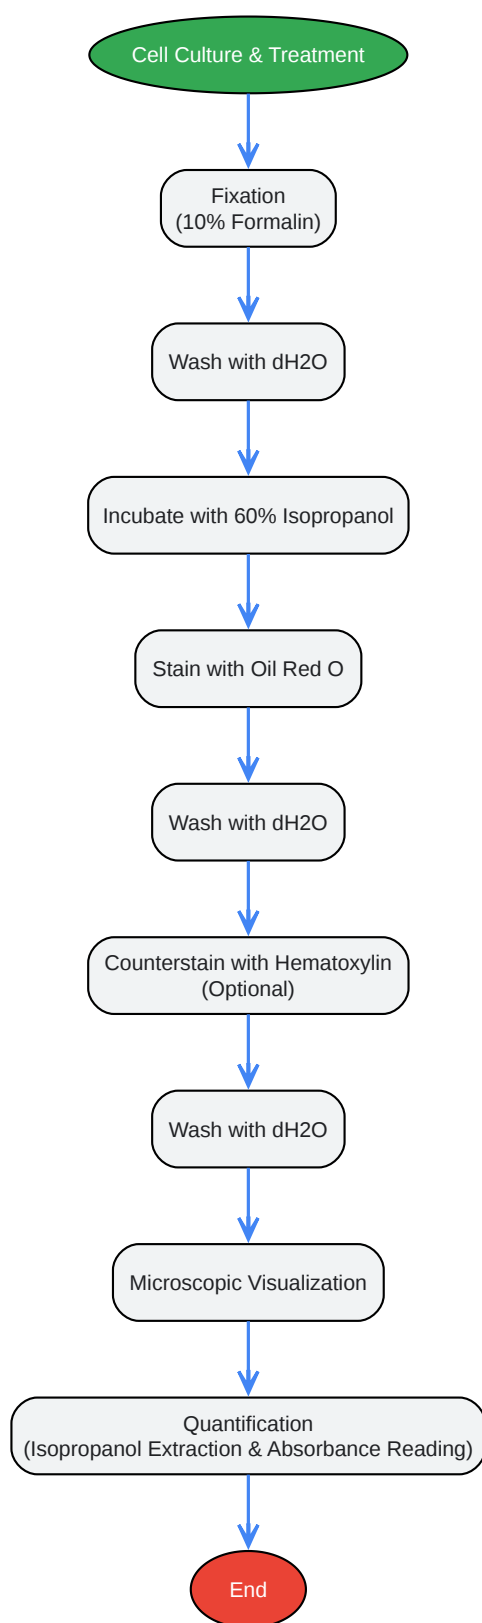 Cell Culture & Treatment
Fixation
(10% Formalin)
Wash with dH2O
Incubate with 60% Isopropanol
Stain with Oil Red O
Wash with dH2O
Counterstain with Hematoxylin
(Optional)
Wash with dH2O
Microscopic Visualization
Quantification
(Isopropanol Extraction & Absorbance Reading)
End